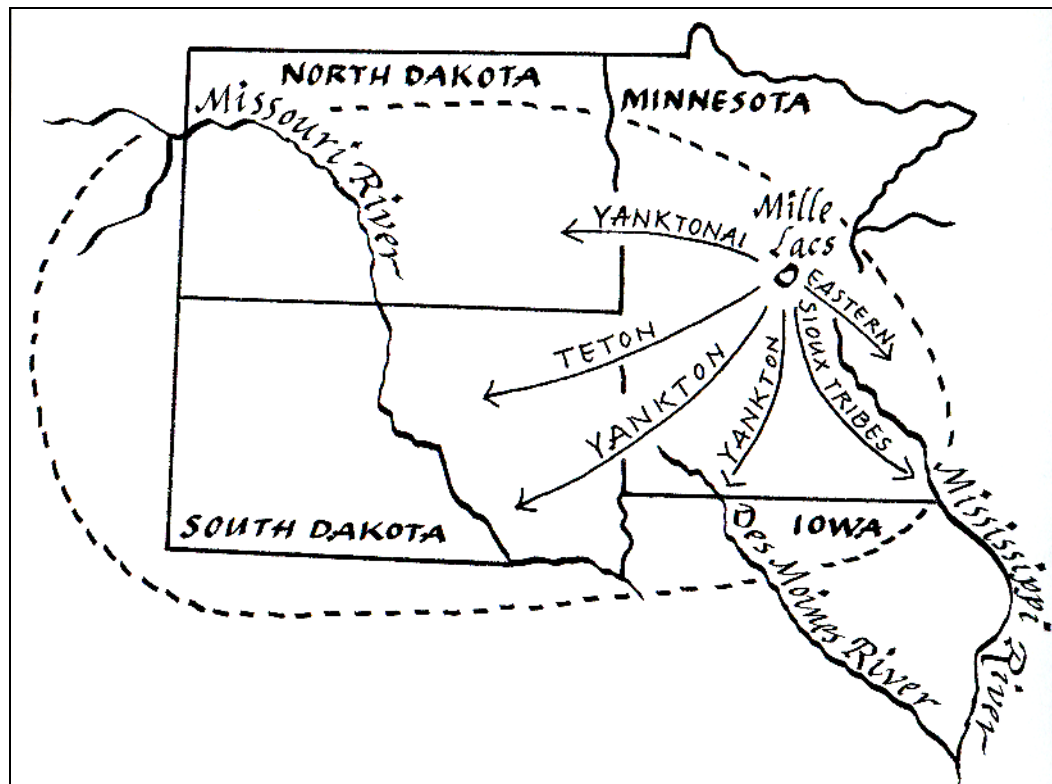 NORTH DAKOTA
MINNESOTA
Missouri River
Mille
Lacs
YANKTONAI
EASTERN
SIOUX TRIBES
TETON
YANKTON
YANKTON
SOUTH DAKOTA
IOWA
Des Moines River
Mississippi River